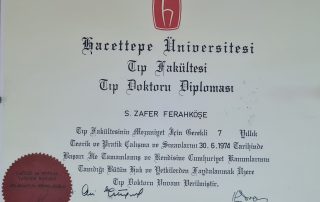 Hacettepe Üniversitesi
Tıp Fakültesi
Tıp Doktoru Diploması
S. ZAFER FERAHKÖŞE
Tıp Fakültesinin Mezuniyet İçin Gerekli 7 Yıllık
Teorik ve Pratik Çalışma ve Sınavlarını 30.6.1974 Tarihinde
Başarı İle Tamamlamış ve Kendisine Cumhuriyet Kanunlarının
Tanıdığı Bütün Hak ve Yetkilerden Faydalanmak Üzere
Tıp Doktoru Unvanı Verilmiştir.